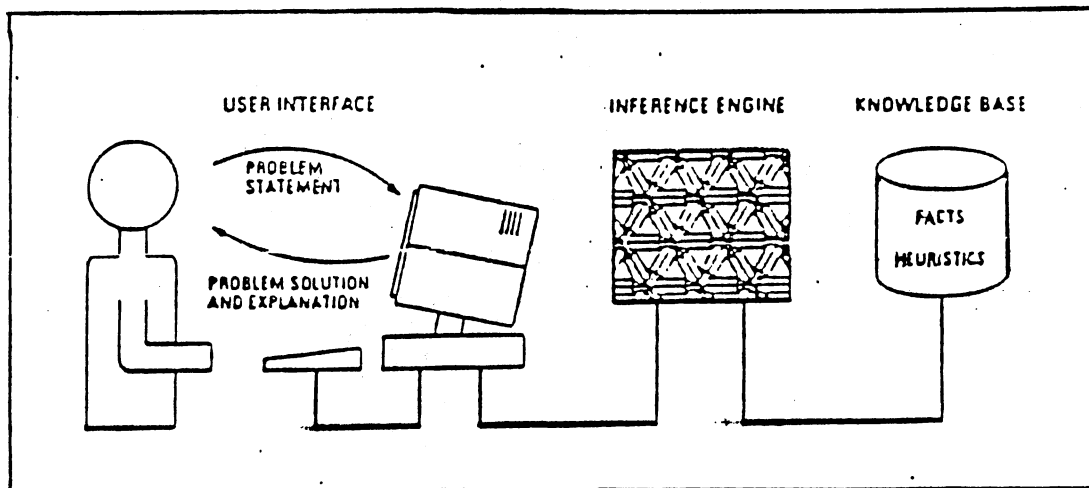 USER INTERFACE
INFERENCE ENGINE
KNOWLEDGE BASE
PROBLEM
STATEMENT
PROBLEM SOLUTION
AND EXPLANATION
FACTS
HEURISTICS